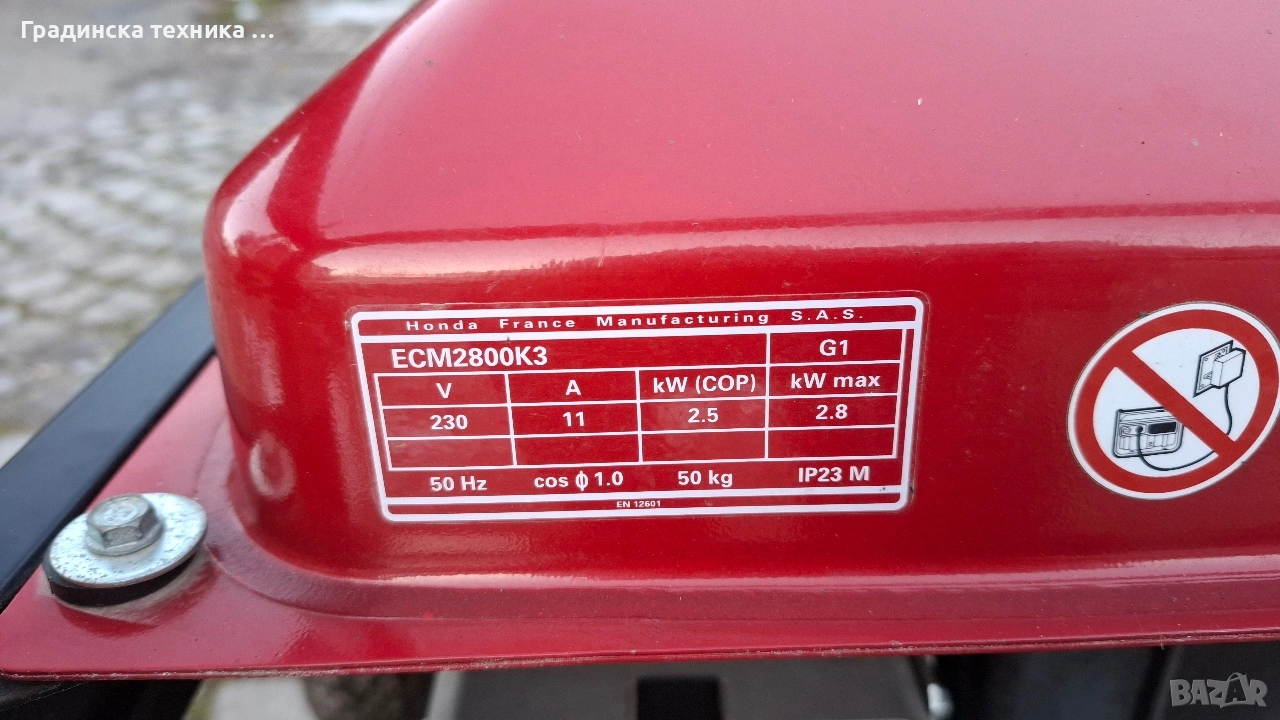 Градинска техника ...
Honda France Manufacturing S.A.S.
ECM2800K3 G1
V A kW (COP) kW max
230 11 2.5 2.8
50 Hz cos ϕ 1.0 50 kg IP23 M
EN 12601
BAZAR